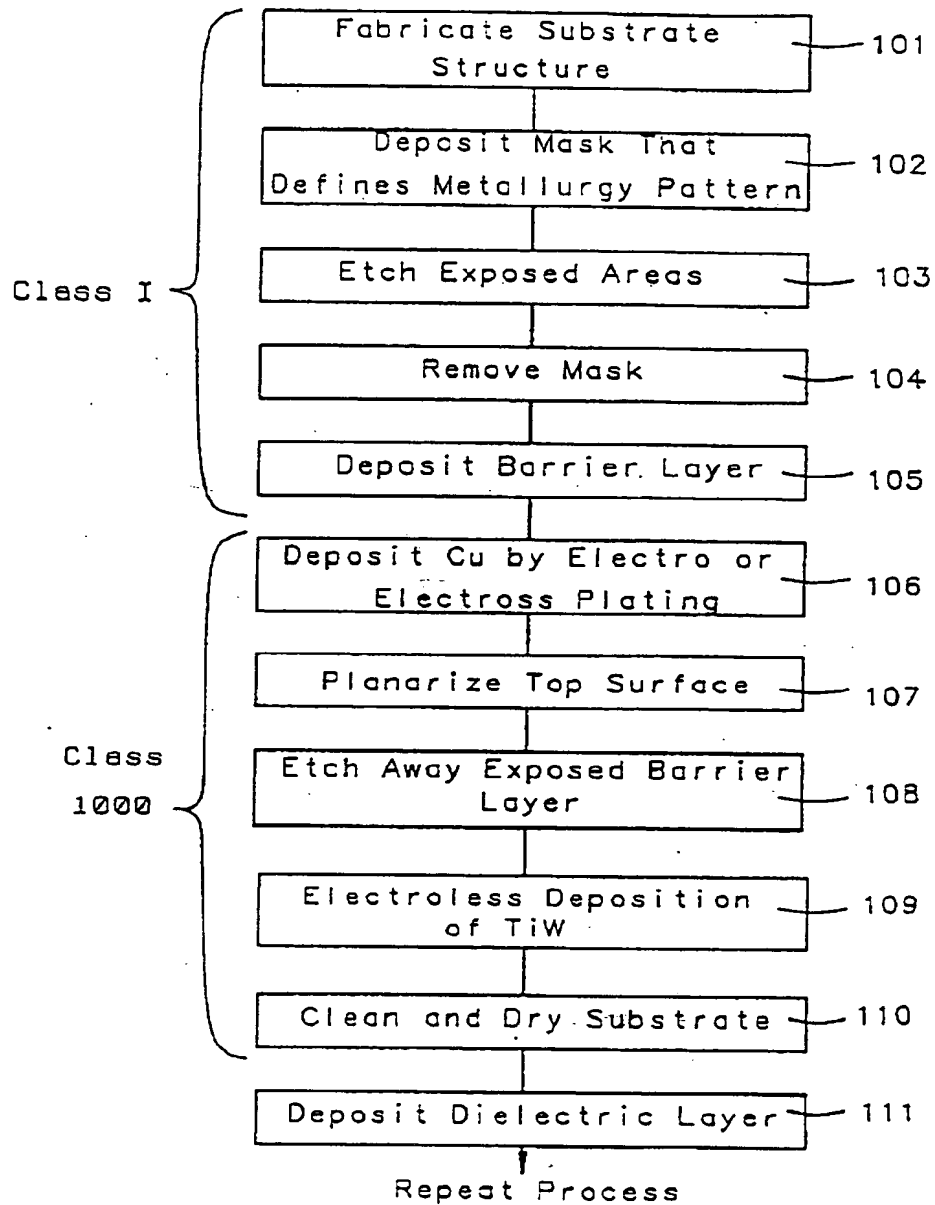 Fabricate Substrate
Structure
101
Deposit Mask That
Defines Metallurgy Pattern
102
Etch Exposed Areas
103
Class I
Remove Mask
104
Deposit Barrier Layer
105
Deposit Cu by Electro or
Electross Plating
106
Planarize Top Surface
107
Class
1000
Etch Away Exposed Barrier
Layer
108
Electroless Deposition
of TiW
109
Clean and Dry Substrate
110
Deposit Dielectric Layer
111
Repeat Process